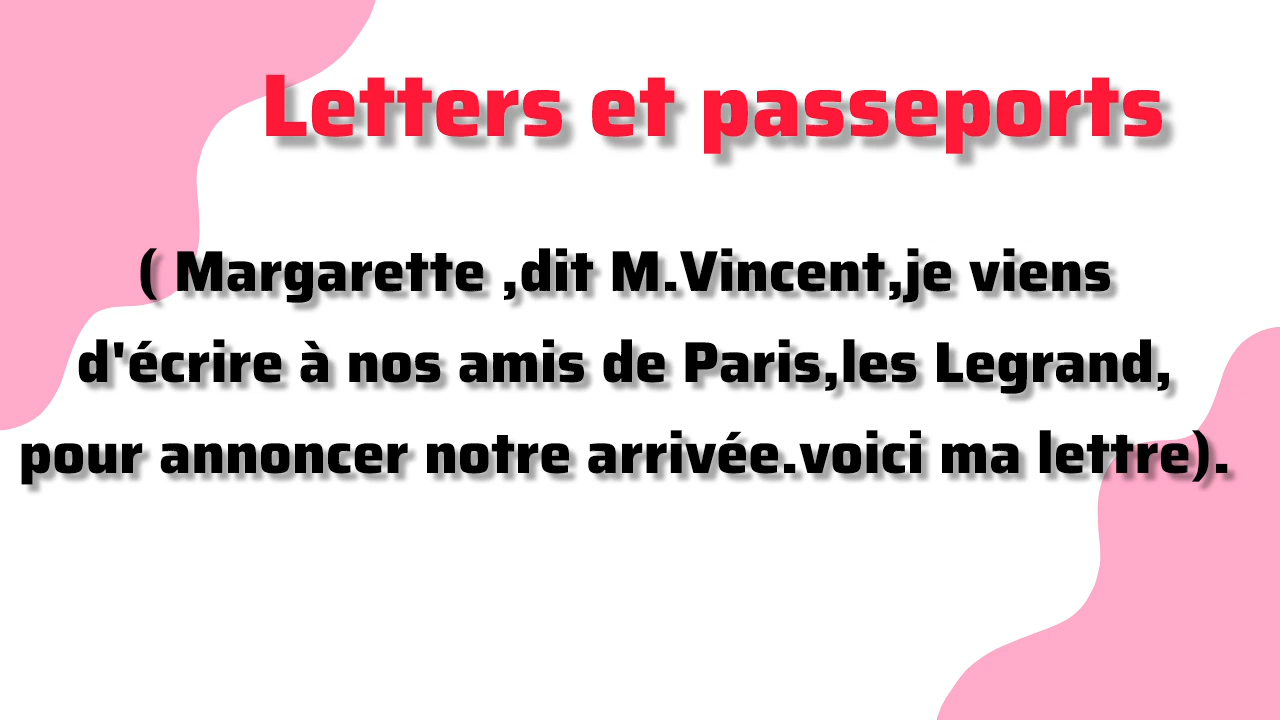 Letters et passeports
( Margarette ,dit M.Vincent,je viens
d'écrire à nos amis de Paris,les Legrand,
pour annoncer notre arrivée.voici ma lettre).